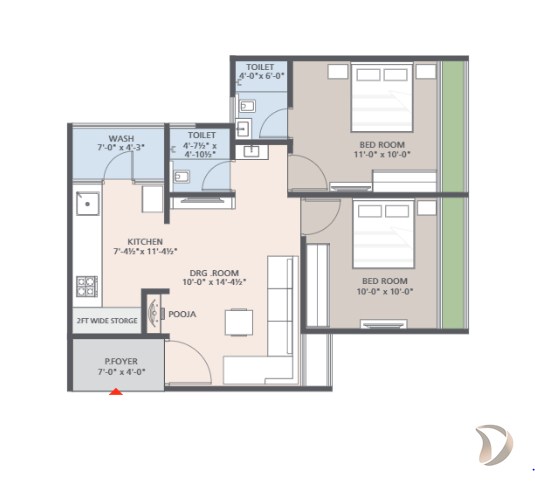 TOILET
4'-0"x 6'-0"
WASH
7'-0" x 4'-3"
TOILET
4'-7½" x
4'-10½"
BED ROOM
11'-0" x 10'-0"
KITCHEN
7'-4½"x 11'-4½"
DRG .ROOM
10'-0" x 14'-4½"
BED ROOM
10'-0" x 10'-0"
POOJA
2FT WIDE STORGE
P.FOYER
7'-0" x 4'-0"